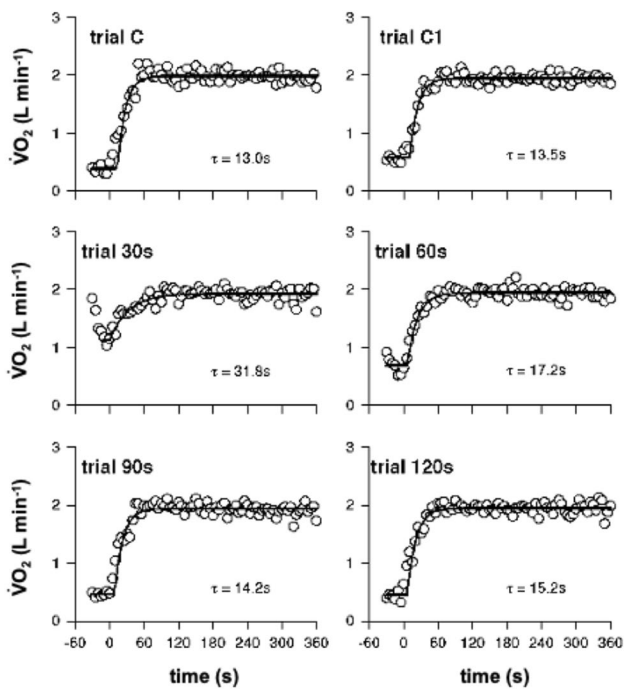 3
trial C
2
V̇O₂ (L min⁻¹)
1
τ = 13.0s
0
3
trial C1
2
1
τ = 13.5s
0
3
trial 30s
2
V̇O₂ (L min⁻¹)
1
τ = 31.8s
0
3
trial 60s
2
1
τ = 17.2s
0
3
trial 90s
2
V̇O₂ (L min⁻¹)
1
τ = 14.2s
0
-60 0 60 120 180 240 300 360
time (s)
3
trial 120s
2
1
τ = 15.2s
0
-60 0 60 120 180 240 300 360
time (s)